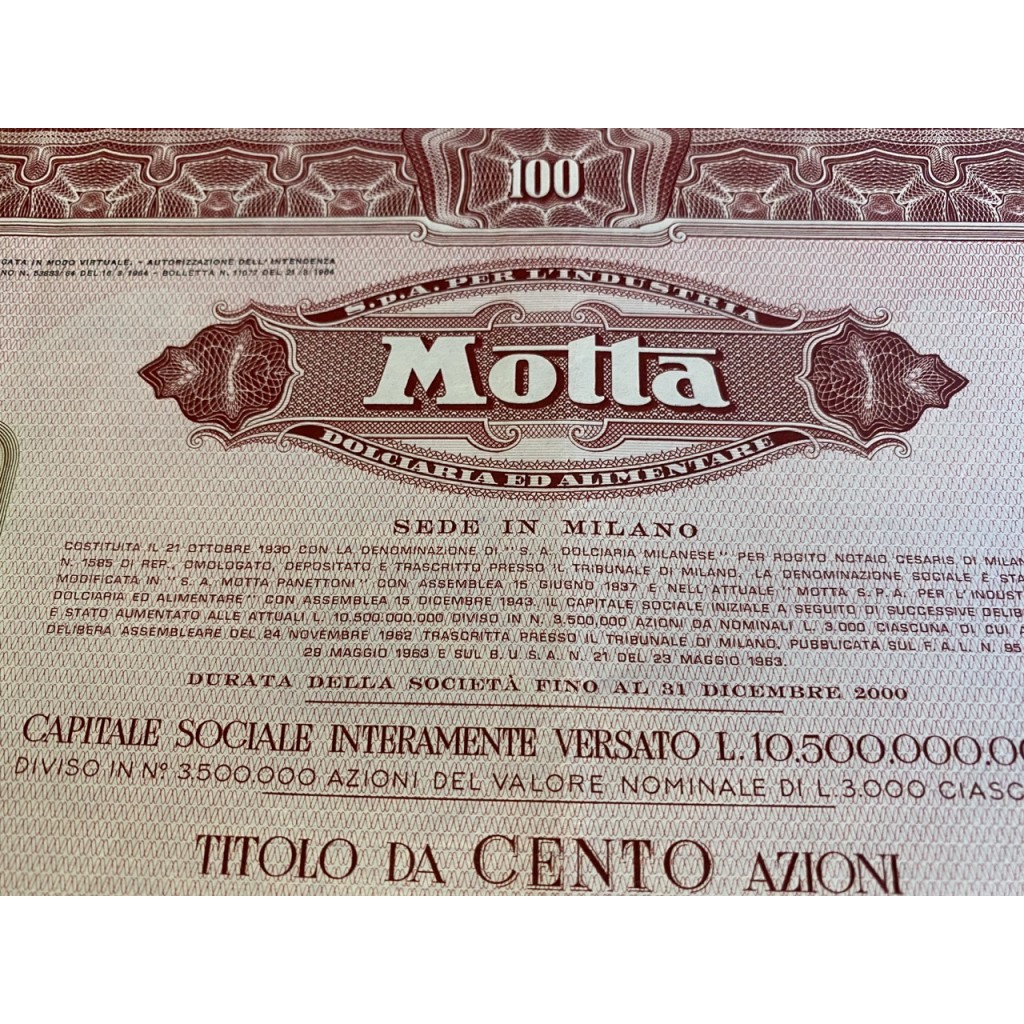 100
CATA IN MODO VIRTUALE. - AUTORIZZAZIONE DELL'INTENDENZA
NO N. 53683/64 DEL 16/9/1964 - BOLLETTA N. DEL 21/9/1964
S.P.A. PER L'INDUSTRIA
Motta
DOLCIARIA ED ALIMENTARE
SEDE IN MILANO
COSTITUITA IL 21 OTTOBRE 1930 CON LA DENOMINAZIONE DI "S. A. DOLCIARIA MILANESE" PER ROGITO NOTAIO CESARIS DI MILAN
N. 1585 DI REP., OMOLOGATO, DEPOSITATO E TRASCRITTO PRESSO IL TRIBUNALE DI MILANO. LA DENOMINAZIONE SOCIALE È STA
MODIFICATA IN "S. A. MOTTA PANETTONI" CON ASSEMBLEA 15 GIUGNO 1937 E NELL'ATTUALE "MOTTA S.P.A. PER L'INDUST
DOLCIARIA ED ALIMENTARE" CON ASSEMBLEA 15 DICEMBRE 1943. IL CAPITALE SOCIALE INIZIALE A SEGUITO DI SUCCESSIVE DELIB
È STATO AUMENTATO ALLE ATTUALI L. 10.500.000.000 DIVISO IN N. 3.500.000 AZIONI DA NOMINALI L. 3.000 CIASCUNA DI CUI
DELIBERA ASSEMBLEARE DEL 24 NOVEMBRE 1962 TRASCRITTA PRESSO IL TRIBUNALE DI MILANO, PUBBLICATA SUL F.A.L. N. 95
29 MAGGIO 1963 E SUL B.U.S.A. N. 21 DEL 23 MAGGIO 1963.
DURATA DELLA SOCIETÀ FINO AL 31 DICEMBRE 2000
CAPITALE SOCIALE INTERAMENTE VERSATO L. 10.500.000.0
DIVISO IN N° 3.500.000 AZIONI DEL VALORE NOMINALE DI L. 3.000 CIASC
TITOLO DA CENTO AZIONI